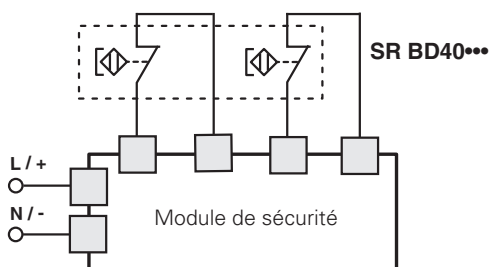 SR BD40•••
L / +
N / -
Module de sécurité